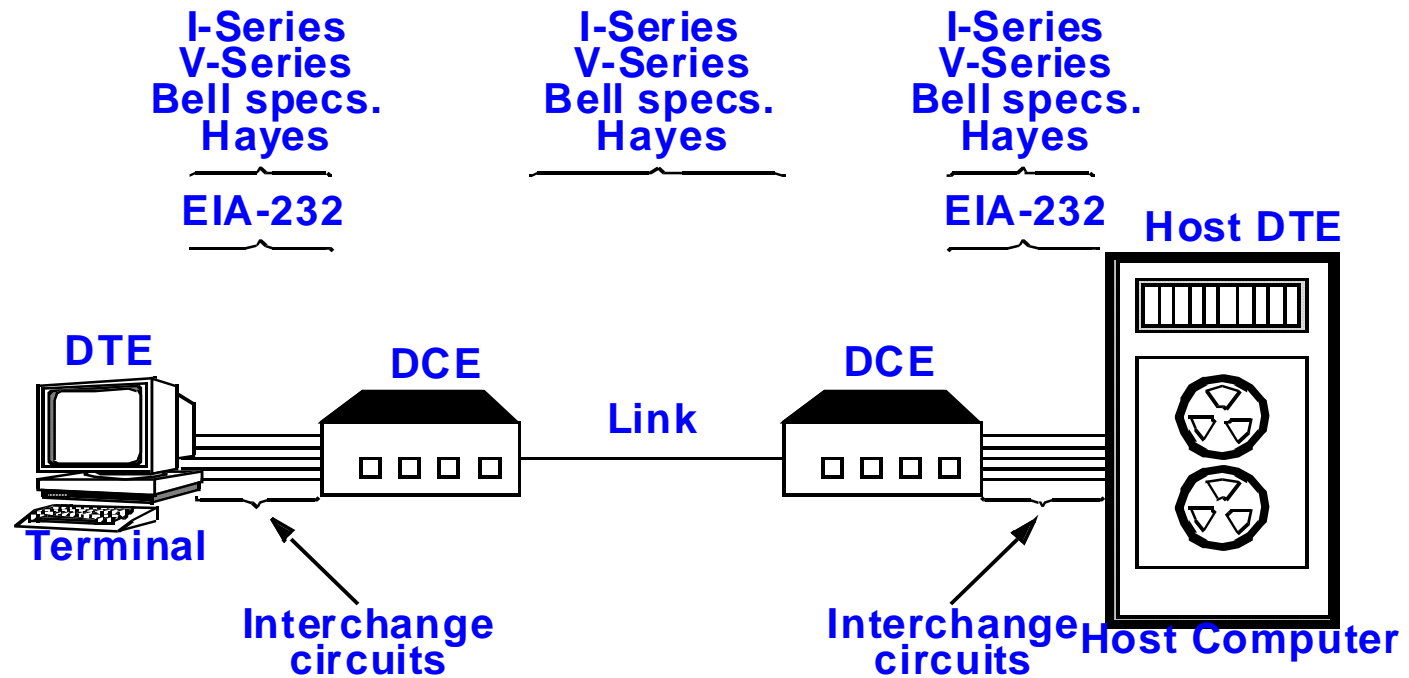 I-Series
V-Series
Bell specs.
Hayes
EIA-232
I-Series
V-Series
Bell specs.
Hayes
I-Series
V-Series
Bell specs.
Hayes
EIA-232
Host DTE
DTE
DCE
Link
DCE
Terminal
Interchange
circuits
Interchange
circuits
Host Computer